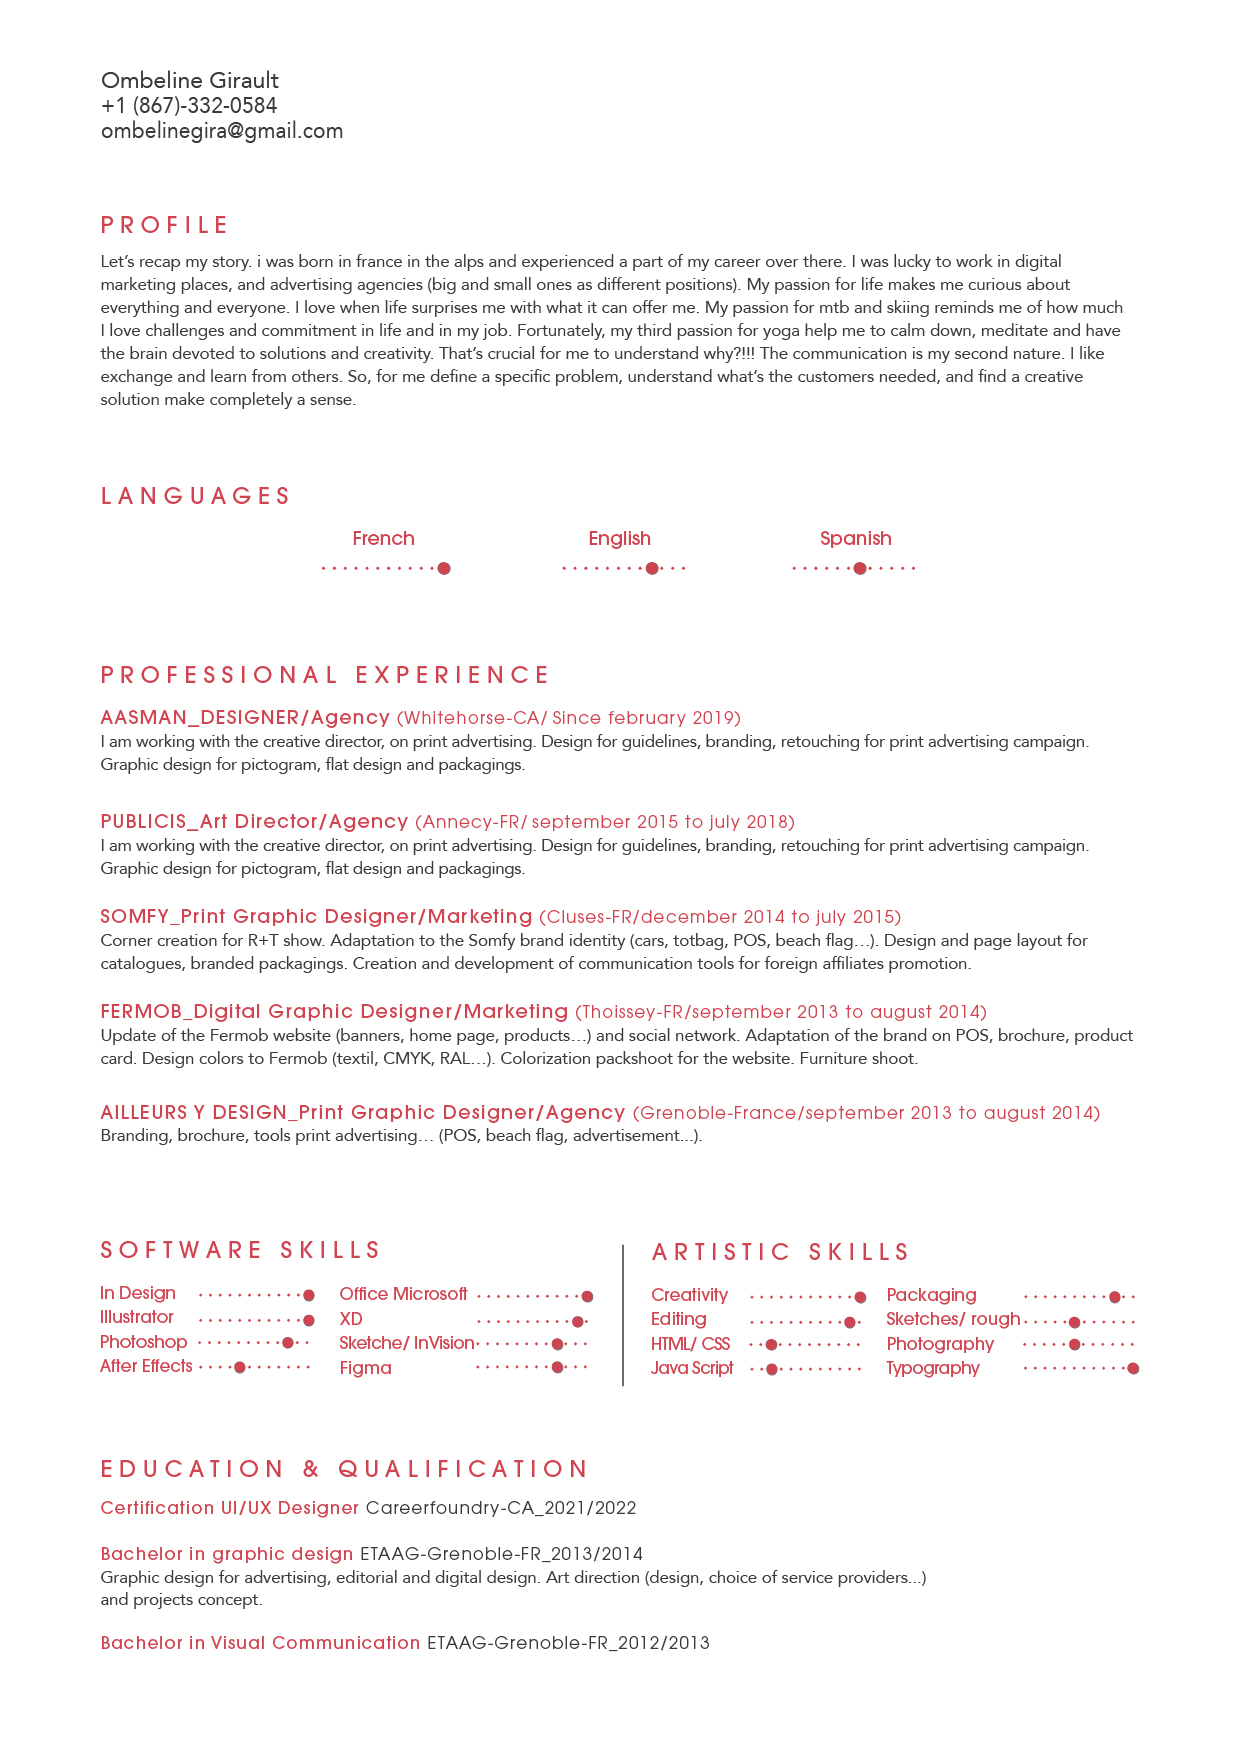 Ombeline Girault
+1 (867)-332-0584
ombelinegira@gmail.com
PROFILE
Let’s recap my story. i was born in france in the alps and experienced a part of my career over there. I was lucky to work in digital
marketing places, and advertising agencies (big and small ones as different positions). My passion for life makes me curious about
everything and everyone. I love when life surprises me with what it can offer me. My passion for mtb and skiing reminds me of how much
I love challenges and commitment in life and in my job. Fortunately, my third passion for yoga help me to calm down, meditate and have
the brain devoted to solutions and creativity. That’s crucial for me to understand why?!!! The communication is my second nature. I like
exchange and learn from others. So, for me define a specific problem, understand what’s the customers needed, and find a creative
solution make completely a sense.
LANGUAGES
French English Spanish
PROFESSIONAL EXPERIENCE
AASMAN_DESIGNER/Agency (Whitehorse-CA/ Since february 2019)
I am working with the creative director, on print advertising. Design for guidelines, branding, retouching for print advertising campaign.
Graphic design for pictogram, flat design and packagings.
PUBLICIS_Art Director/Agency (Annecy-FR/ september 2015 to july 2018)
I am working with the creative director, on print advertising. Design for guidelines, branding, retouching for print advertising campaign.
Graphic design for pictogram, flat design and packagings.
SOMFY_Print Graphic Designer/Marketing (Cluses-FR/december 2014 to july 2015)
Corner creation for R+T show. Adaptation to the Somfy brand identity (cars, totbag, POS, beach flag…). Design and page layout for
catalogues, branded packagings. Creation and development of communication tools for foreign affiliates promotion.
FERMOB_Digital Graphic Designer/Marketing (Thoissey-FR/september 2013 to august 2014)
Update of the Fermob website (banners, home page, products…) and social network. Adaptation of the brand on POS, brochure, product
card. Design colors to Fermob (textil, CMYK, RAL…). Colorization packshoot for the website. Furniture shoot.
AILLEURS Y DESIGN_Print Graphic Designer/Agency (Grenoble-France/september 2013 to august 2014)
Branding, brochure, tools print advertising… (POS, beach flag, advertisement...).
SOFTWARE SKILLS
In Design Office Microsoft
Illustrator XD
Photoshop Sketche/ InVision
After Effects Figma
ARTISTIC SKILLS
Creativity Packaging
Editing Sketches/ rough
HTML/ CSS Photography
Java Script Typography
EDUCATION & QUALIFICATION
Certification UI/UX Designer Careerfoundry-CA_2021/2022
Bachelor in graphic design ETAAG-Grenoble-FR_2013/2014
Graphic design for advertising, editorial and digital design. Art direction (design, choice of service providers...)
and projects concept.
Bachelor in Visual Communication ETAAG-Grenoble-FR_2012/2013